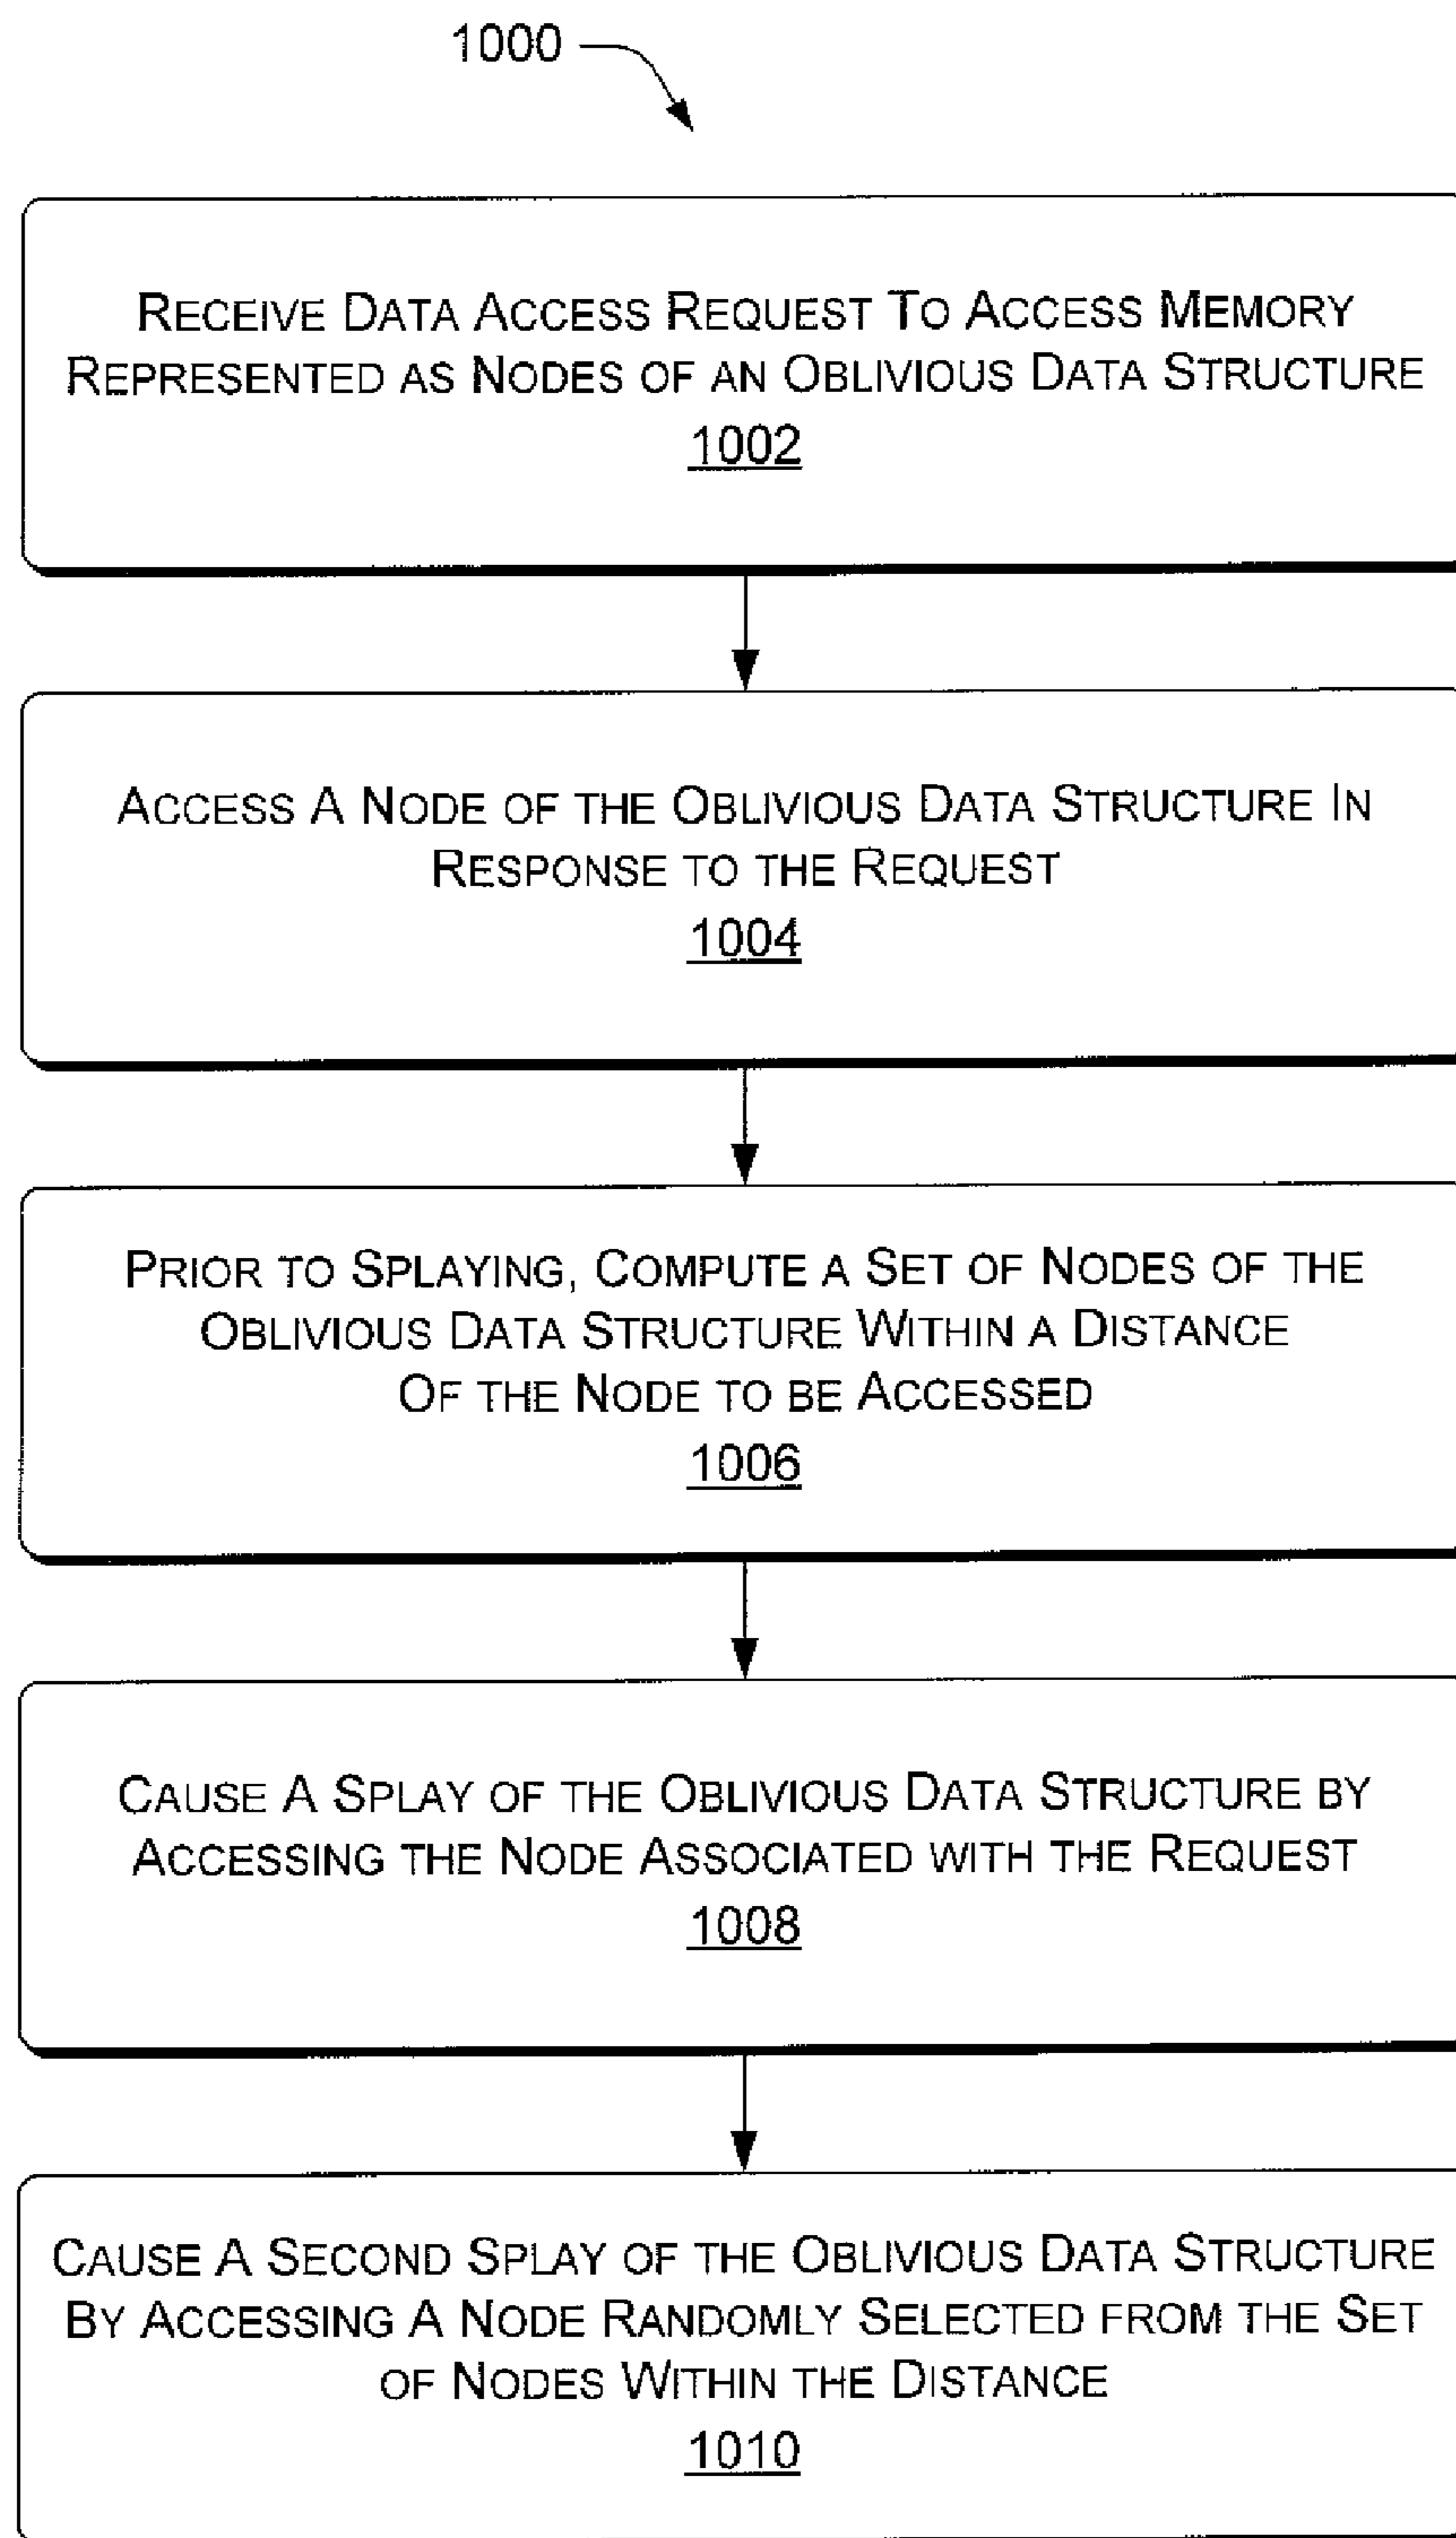 1000
RECEIVE DATA ACCESS REQUEST TO ACCESS MEMORY
REPRESENTED AS NODES OF AN OBLIVIOUS DATA STRUCTURE
1002
ACCESS A NODE OF THE OBLIVIOUS DATA STRUCTURE IN
RESPONSE TO THE REQUEST
1004
PRIOR TO SPLAYING, COMPUTE A SET OF NODES OF THE
OBLIVIOUS DATA STRUCTURE WITHIN A DISTANCE
OF THE NODE TO BE ACCESSED
1006
CAUSE A SPLAY OF THE OBLIVIOUS DATA STRUCTURE BY
ACCESSING THE NODE ASSOCIATED WITH THE REQUEST
1008
CAUSE A SECOND SPLAY OF THE OBLIVIOUS DATA STRUCTURE
BY ACCESSING A NODE RANDOMLY SELECTED FROM THE SET
OF NODES WITHIN THE DISTANCE
1010